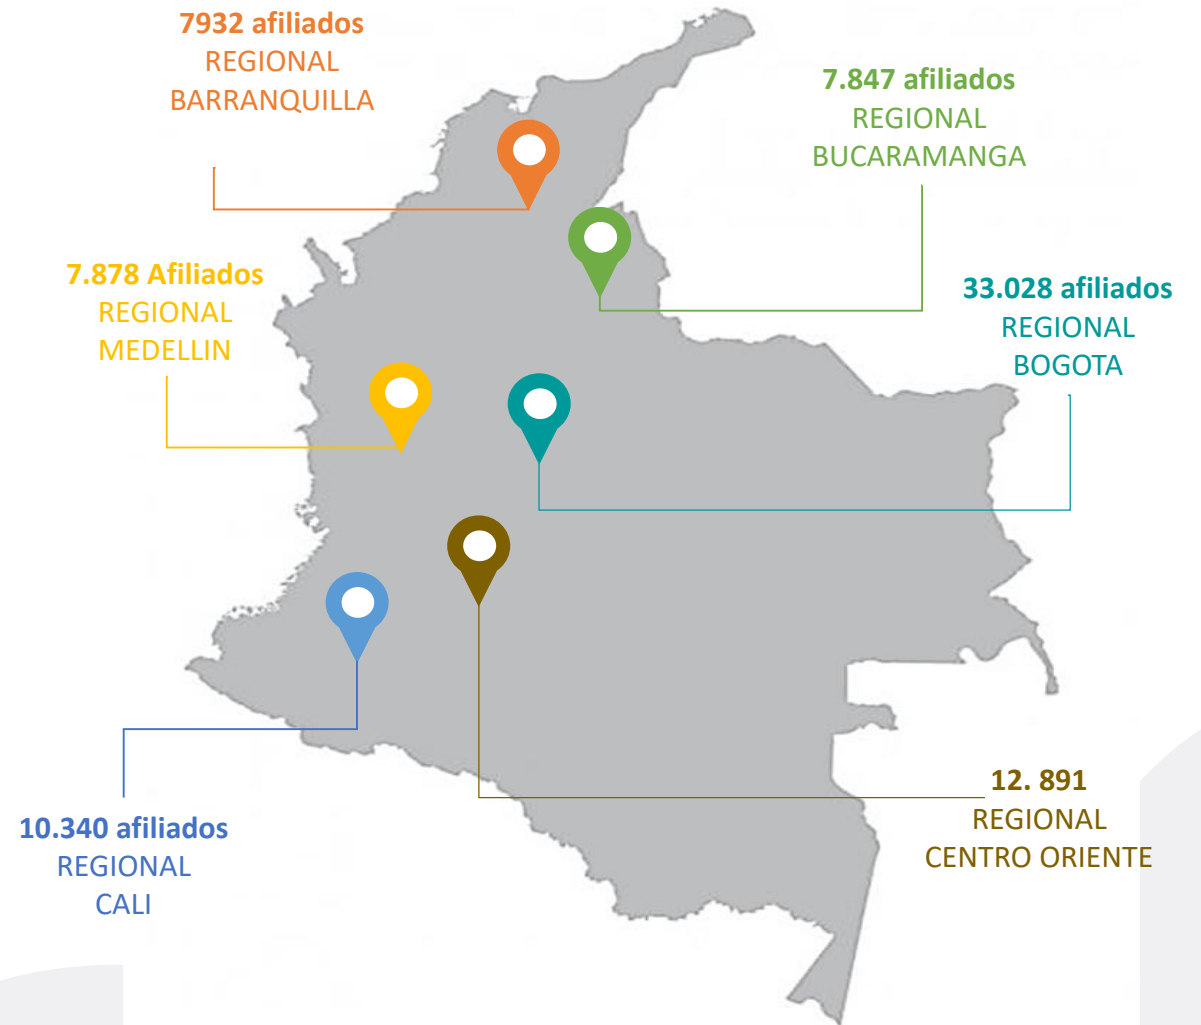 7932 afiliados
REGIONAL
BARRANQUILLA
7.847 afiliados
REGIONAL
BUCARAMANGA
7.878 Afiliados
REGIONAL
MEDELLIN
33.028 afiliados
REGIONAL
BOGOTA
12. 891
REGIONAL
CENTRO ORIENTE
10.340 afiliados
REGIONAL
CALI